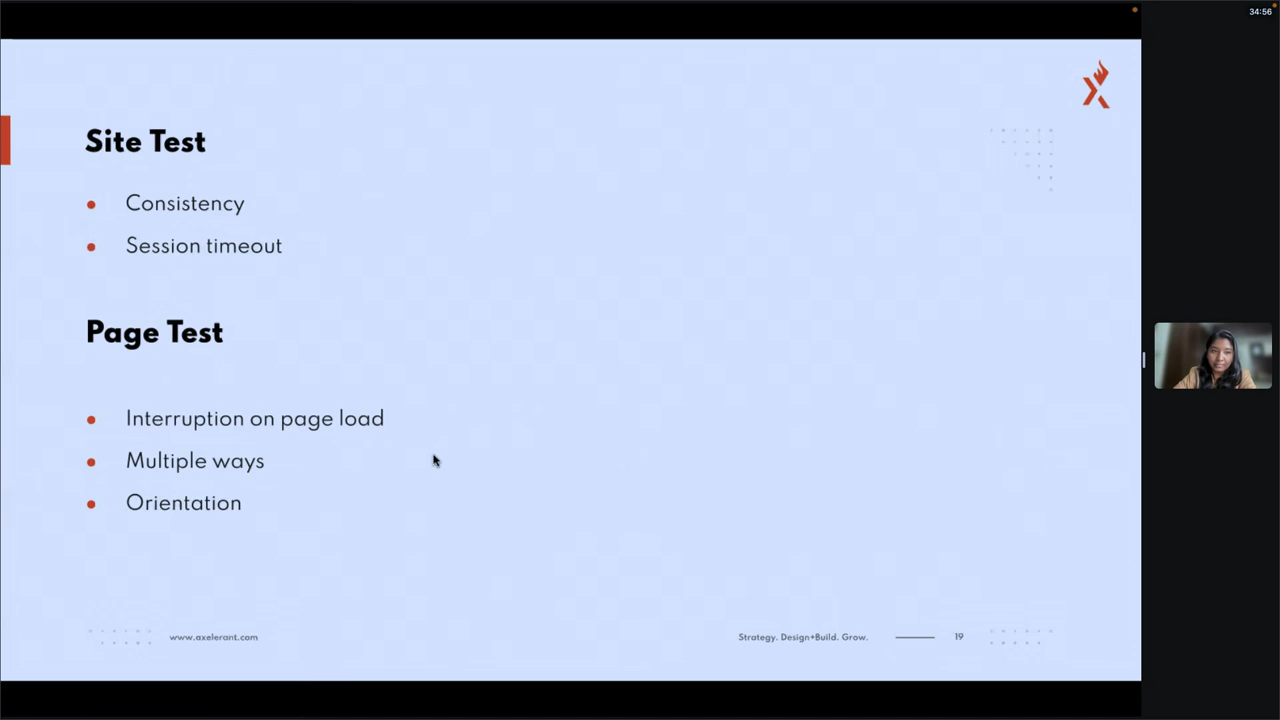 34:56
Site Test
Consistency
Session timeout
Page Test
Interruption on page load
Multiple ways
Orientation
www.axelerant.com
Strategy. Design+Build. Grow.
19